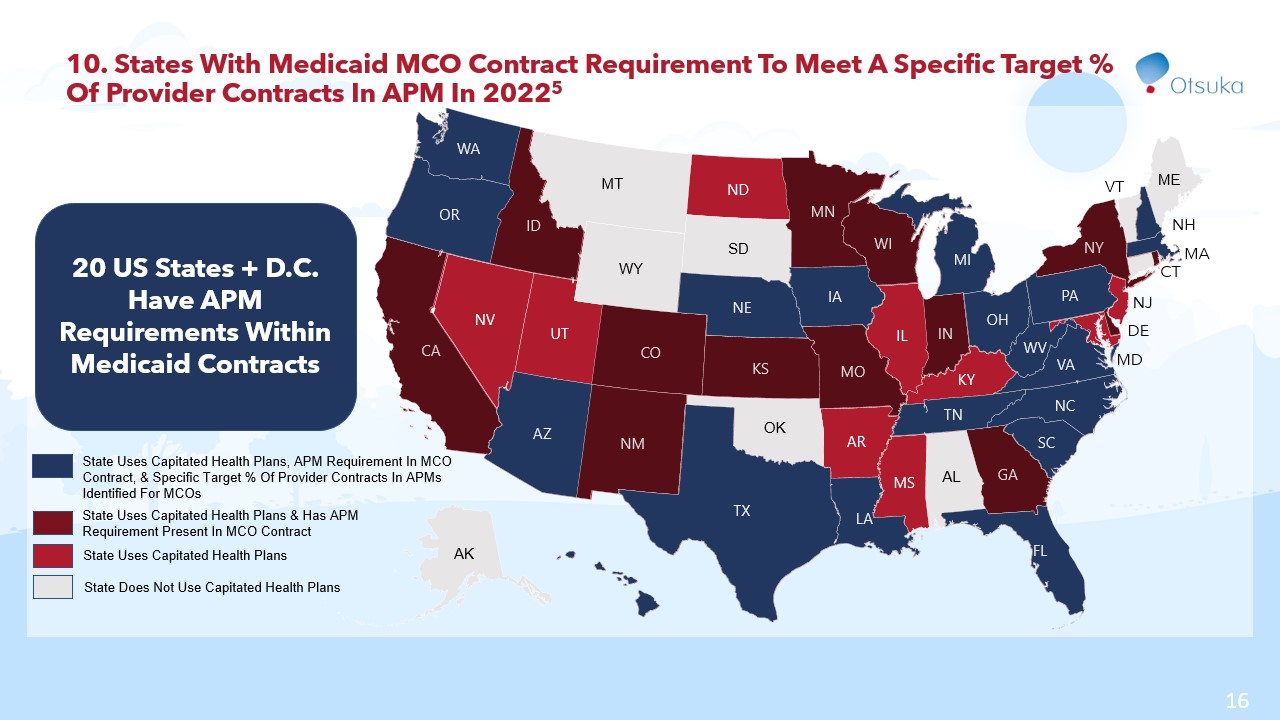 10. States With Medicaid MCO Contract Requirement To Meet A Specific Target %
Of Provider Contracts In APM In 2022⁵
Otsuka
20 US States + D.C.
Have APM
Requirements Within
Medicaid Contracts
State Uses Capitated Health Plans, APM Requirement In MCO
Contract, & Specific Target % Of Provider Contracts In APMs
Identified For MCOs
State Uses Capitated Health Plans & Has APM
Requirement Present In MCO Contract
State Uses Capitated Health Plans
State Does Not Use Capitated Health Plans
WA
OR
ID
MT
WY
ND
SD
NE
MN
IA
WI
MI
VT
ME
NH
MA
CT
NY
NJ
PA
DE
MD
OH
WV
VA
IN
IL
KY
NV
UT
CA
CO
KS
MO
AZ
NM
OK
AR
TN
NC
SC
MS
AL
GA
TX
LA
FL
AK
16